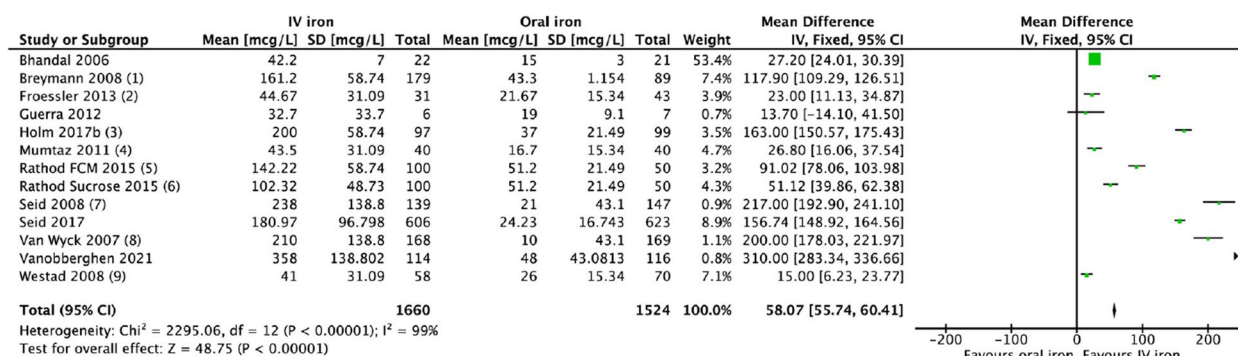 IV iron Oral iron Mean Difference Mean Difference
Study or Subgroup Mean [mcg/L] SD [mcg/L] Total Mean [mcg/L] SD [mcg/L] Total Weight IV, Fixed, 95% CI IV, Fixed, 95% CI
Bhandal 2006 42.2 7 22 15 3 21 53.4% 27.20 [24.01, 30.39]
Breymann 2008 (1) 161.2 58.74 179 43.3 1.154 89 7.4% 117.90 [109.29, 126.51]
Froessler 2013 (2) 44.67 31.09 31 21.67 15.34 43 3.9% 23.00 [11.13, 34.87]
Guerra 2012 32.7 33.7 6 19 9.1 7 0.7% 13.70 [−14.10, 41.50]
Holm 2017b (3) 200 58.74 97 37 21.49 99 3.5% 163.00 [150.57, 175.43]
Mumtaz 2011 (4) 43.5 31.09 40 16.7 15.34 40 4.6% 26.80 [16.06, 37.54]
Rathod FCM 2015 (5) 142.22 58.74 100 51.2 21.49 50 3.2% 91.02 [78.06, 103.98]
Rathod Sucrose 2015 (6) 102.32 48.73 100 51.2 21.49 50 4.3% 51.12 [39.86, 62.38]
Seid 2008 (7) 238 138.8 139 21 43.1 147 0.9% 217.00 [192.90, 241.10]
Seid 2017 180.97 96.798 606 24.23 16.743 623 8.9% 156.74 [148.92, 164.56]
Van Wyck 2007 (8) 210 138.8 168 10 43.1 169 1.1% 200.00 [178.03, 221.97]
Vanobberghen 2021 358 138.802 114 48 43.0813 116 0.8% 310.00 [283.34, 336.66]
Westad 2008 (9) 41 31.09 58 26 15.34 70 7.1% 15.00 [6.23, 23.77]
Total (95% CI) 1660 1524 100.0% 58.07 [55.74, 60.41]
Heterogeneity: Chi² = 2295.06, df = 12 (P < 0.00001); I² = 99%
Test for overall effect: Z = 48.75 (P < 0.00001)
−200 −100 0 100 200
Favours oral iron Favours IV iron